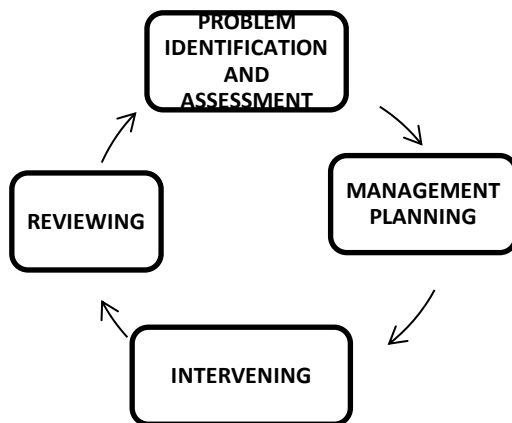 PROBLEM
IDENTIFICATION
AND
ASSESSMENT
MANAGEMENT
PLANNING
REVIEWING
INTERVENING